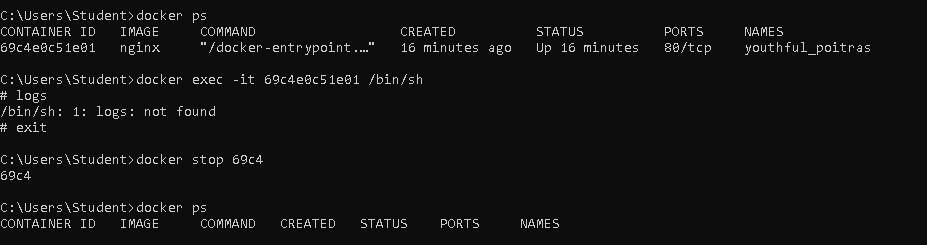 C:\Users\Student>docker ps
CONTAINER ID   IMAGE     COMMAND                  CREATED          STATUS          PORTS     NAMES
69c4e0c51e01   nginx     "/docker-entrypoint.…"   16 minutes ago   Up 16 minutes   80/tcp    youthful_poitras
C:\Users\Student>docker exec -it 69c4e0c51e01 /bin/sh
# logs
/bin/sh: 1: logs: not found
# exit
C:\Users\Student>docker stop 69c4
69c4
C:\Users\Student>docker ps
CONTAINER ID   IMAGE     COMMAND   CREATED   STATUS    PORTS     NAMES